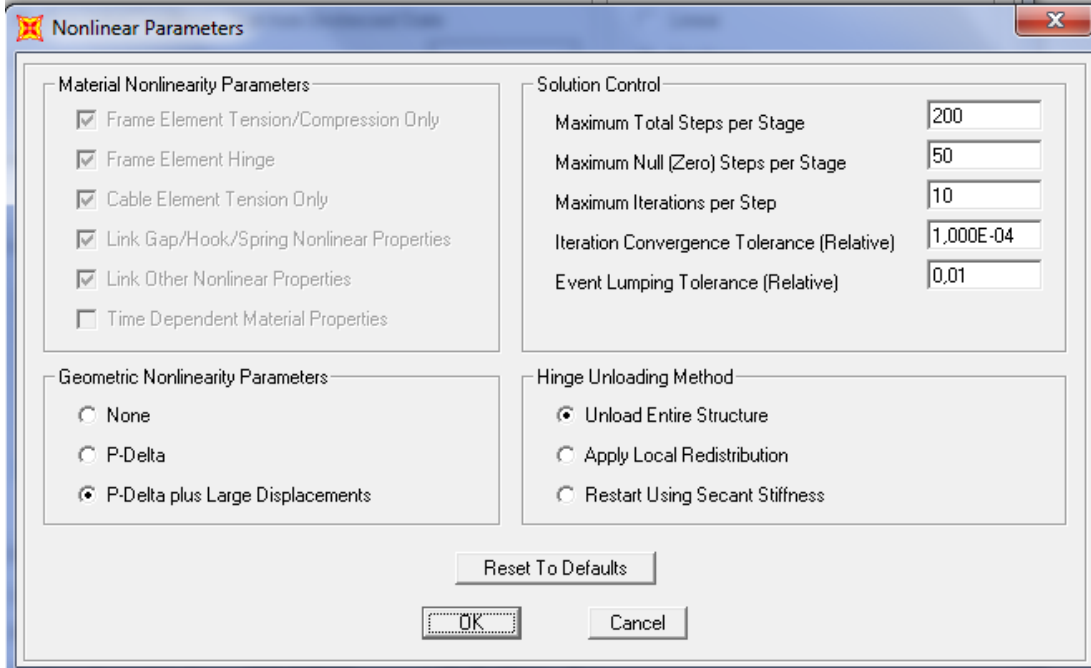 Nonlinear Parameters
Material Nonlinearity Parameters
Frame Element Tension/Compression Only
Frame Element Hinge
Cable Element Tension Only
Link Gap/Hook/Spring Nonlinear Properties
Link Other Nonlinear Properties
Time Dependent Material Properties
Solution Control
Maximum Total Steps per Stage 200
Maximum Null (Zero) Steps per Stage 50
Maximum Iterations per Step 10
Iteration Convergence Tolerance (Relative) 1,000E-04
Event Lumping Tolerance (Relative) 0,01
Geometric Nonlinearity Parameters
None
P-Delta
P-Delta plus Large Displacements
Hinge Unloading Method
Unload Entire Structure
Apply Local Redistribution
Restart Using Secant Stiffness
Reset To Defaults
OK Cancel